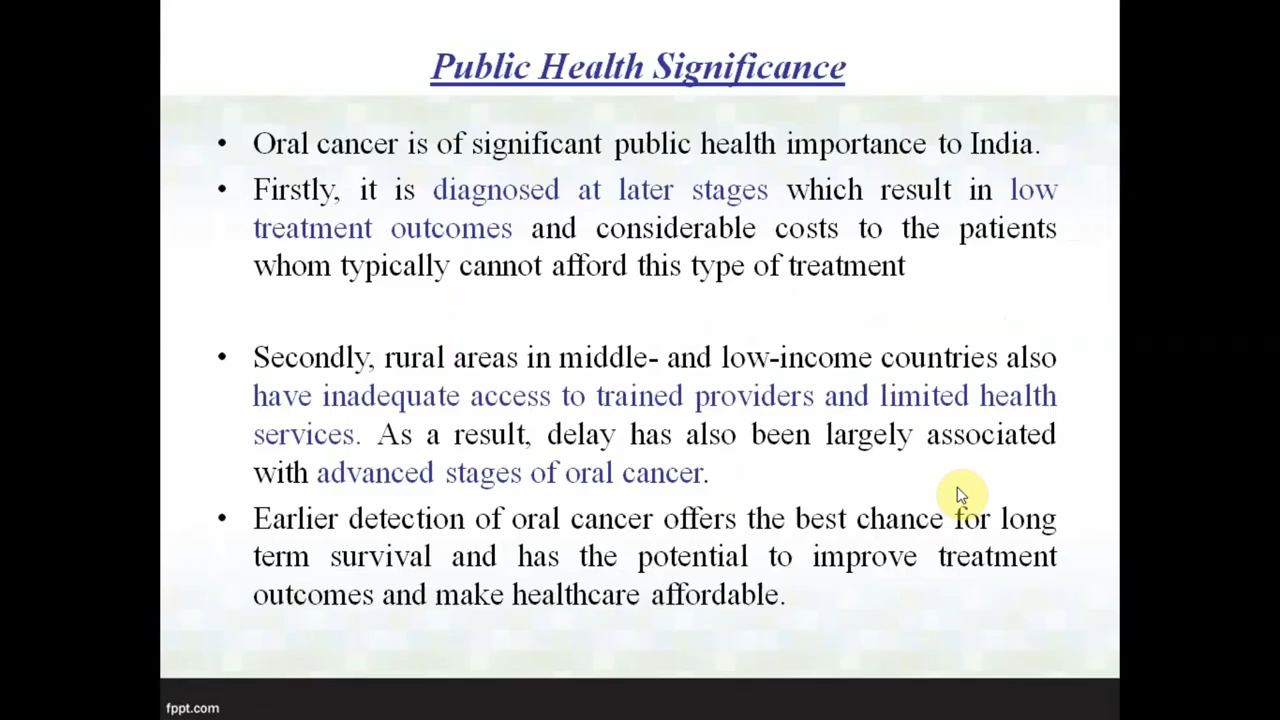 Public Health Significance
• Oral cancer is of significant public health importance to India.
• Firstly, it is diagnosed at later stages which result in low
treatment outcomes and considerable costs to the patients
whom typically cannot afford this type of treatment
• Secondly, rural areas in middle- and low-income countries also
have inadequate access to trained providers and limited health
services. As a result, delay has also been largely associated
with advanced stages of oral cancer.
• Earlier detection of oral cancer offers the best chance for long
term survival and has the potential to improve treatment
outcomes and make healthcare affordable.
fppt.com